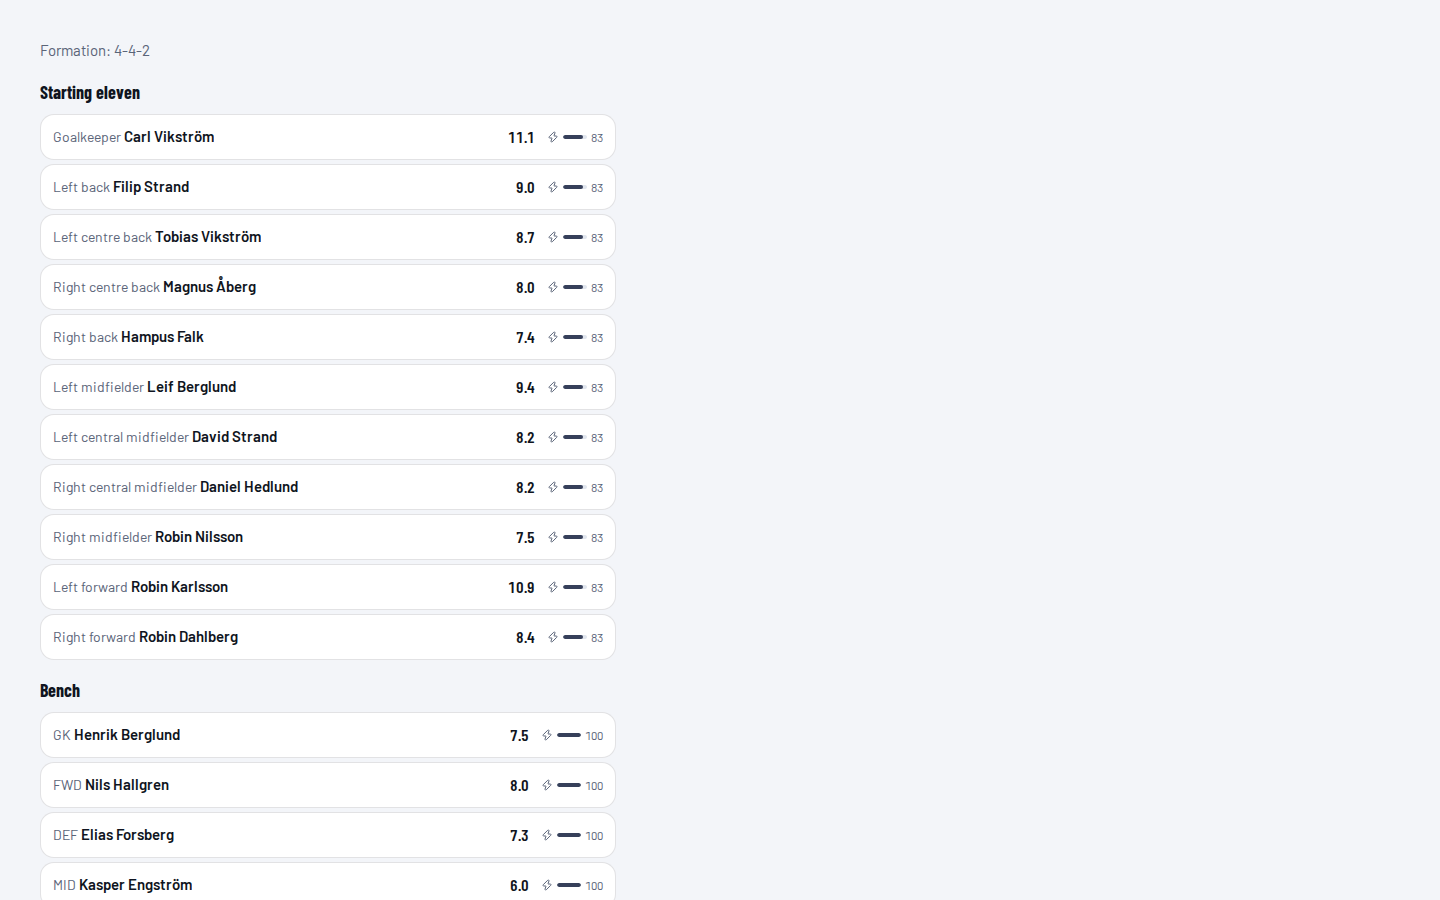 Formation: 4-4-2
Starting eleven
Goalkeeper Carl Vikström 11.1 83
Left back Filip Strand 9.0 83
Left centre back Tobias Vikström 8.7 83
Right centre back Magnus Åberg 8.0 83
Right back Hampus Falk 7.4 83
Left midfielder Leif Berglund 9.4 83
Left central midfielder David Strand 8.2 83
Right central midfielder Daniel Hedlund 8.2 83
Right midfielder Robin Nilsson 7.5 83
Left forward Robin Karlsson 10.9 83
Right forward Robin Dahlberg 8.4 83
Bench
GK Henrik Berglund 7.5 100
FWD Nils Hallgren 8.0 100
DEF Elias Forsberg 7.3 100
MID Kasper Engström 6.0 100